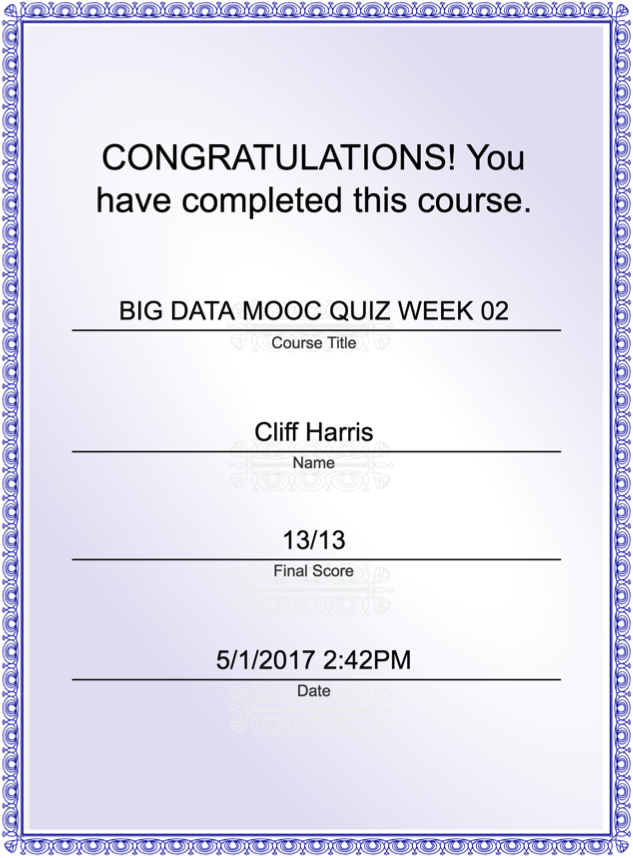 CONGRATULATIONS! You
have completed this course.
BIG DATA MOOC QUIZ WEEK 02
Course Title
Cliff Harris
Name
13/13
Final Score
5/1/2017 2:42PM
Date